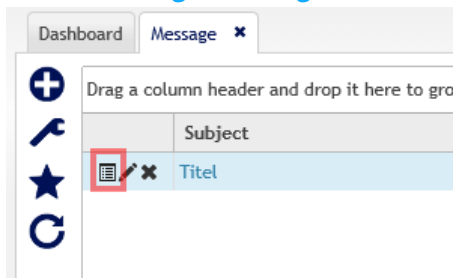 Dashboard Message
Drag a column header and drop it here to gro
Subject
Titel